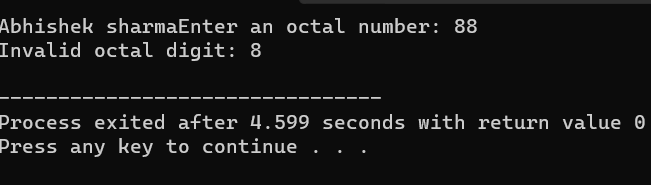 Abhishek sharmaEnter an octal number: 88
Invalid octal digit: 8
--------------------------------
Process exited after 4.599 seconds with return value 0
Press any key to continue . . .